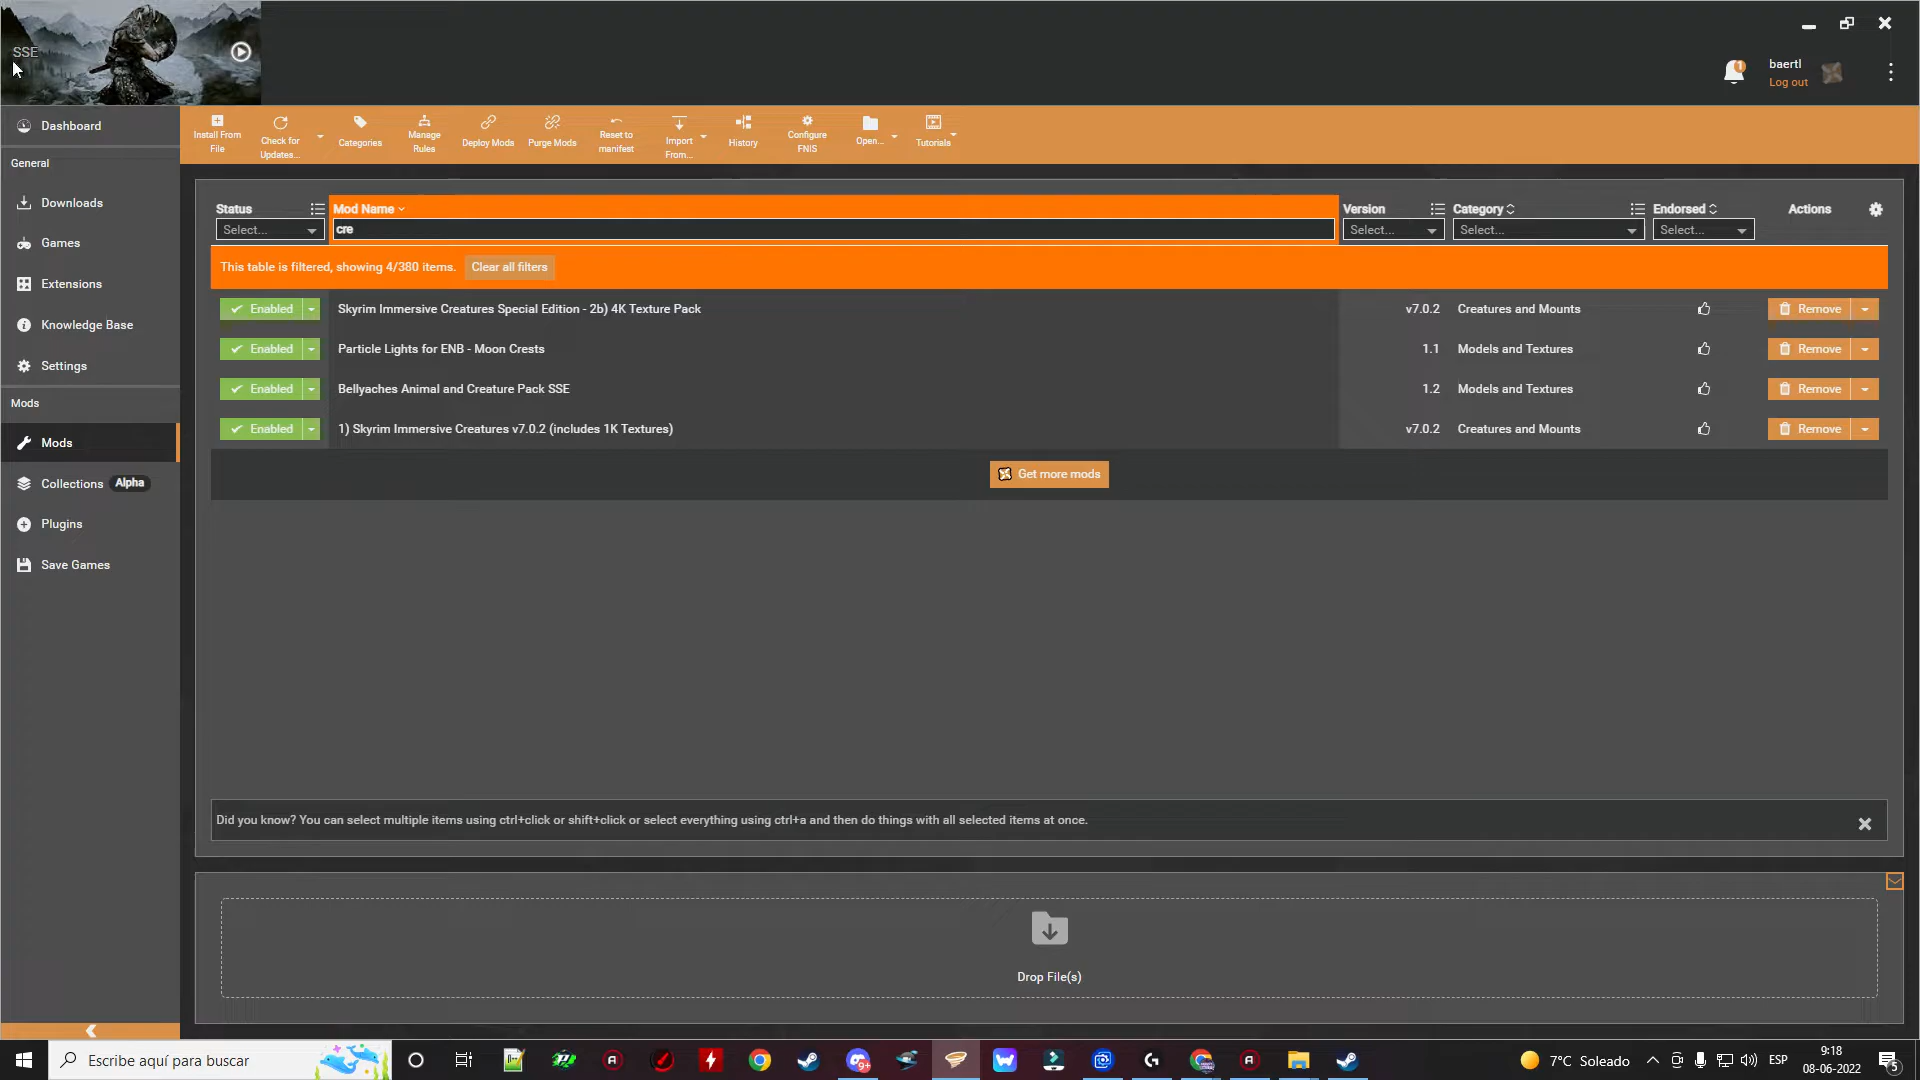 SSE
baertl
Log out
1
Dashboard
General
Downloads
Games
Extensions
Knowledge Base
Settings
Mods
Mods
Collections Alpha
Plugins
Save Games
Install From File
Check for Updates...
Categories
Manage Rules
Deploy Mods
Purge Mods
Reset to manifest
Import From...
History
Configure FNIS
Open...
Tutorials
Status Mod Name Version Category Endorsed Actions
Select... cre Select... Select... Select...
This table is filtered, showing 4/380 items. Clear all filters
Enabled Skyrim Immersive Creatures Special Edition - 2b) 4K Texture Pack v7.0.2 Creatures and Mounts Remove
Enabled Particle Lights for ENB - Moon Crests 1.1 Models and Textures Remove
Enabled Bellyaches Animal and Creature Pack SSE 1.2 Models and Textures Remove
Enabled 1) Skyrim Immersive Creatures v7.0.2 (includes 1K Textures) v7.0.2 Creatures and Mounts Remove
Get more mods
Did you know? You can select multiple items using ctrl+click or shift+click or select everything using ctrl+a and then do things with all selected items at once.
Drop File(s)
Escribe aquí para buscar
9+
7°C Soleado
ESP
9:18
08-06-2022
5